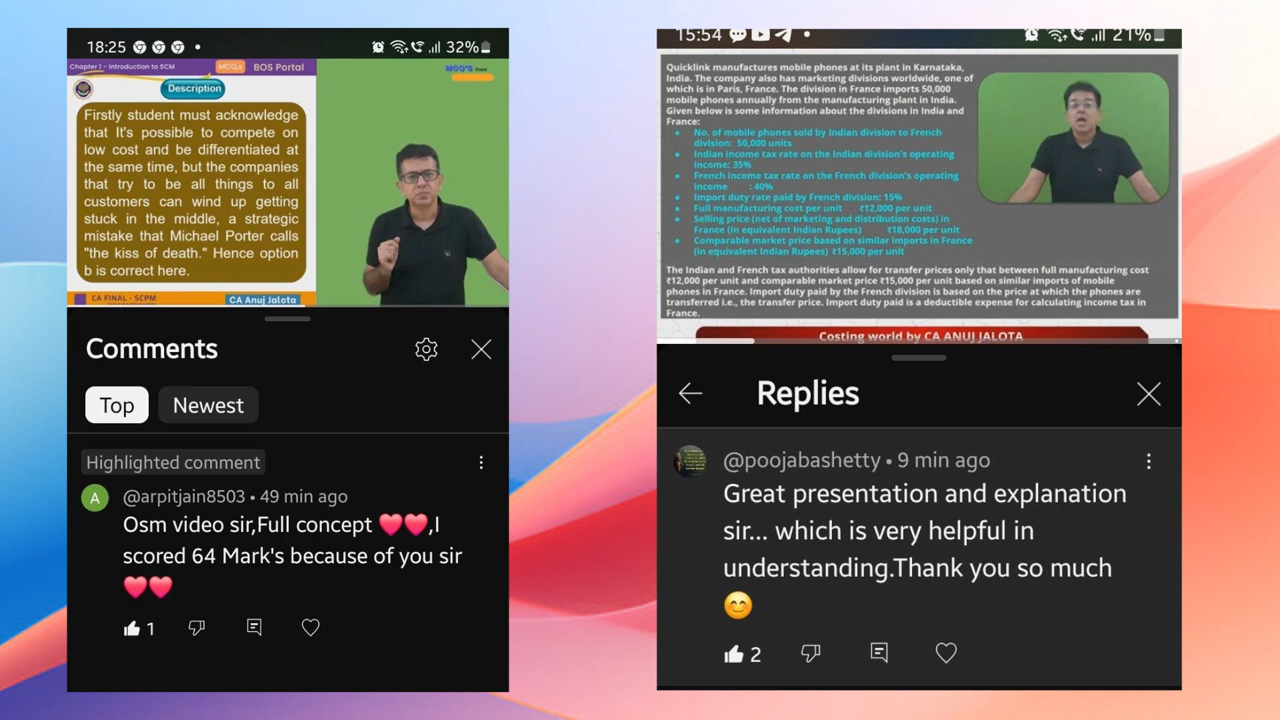 18:25
32%
Chapter 1 - Introduction to SCM
MCQ.s
BOS Portal
Description
MCQ'S From
Firstly student must acknowledge
that It's possible to compete on
low cost and be differentiated at
the same time, but the companies
that try to be all things to all
customers can wind up getting
stuck in the middle, a strategic
mistake that Michael Porter calls
"the kiss of death." Hence option
b is correct here.
CA FINAL - SCPM
CA Anuj Jalota
Comments
Top
Newest
Highlighted comment
A
@arpitjain8503 • 49 min ago
Osm video sir,Full concept ❤️❤️,I
scored 64 Mark's because of you sir
❤️❤️
1
15:54
21%
Quicklink manufactures mobile phones at its plant in Karnataka,
India. The company also has marketing divisions worldwide, one of
which is in Paris, France. The division in France imports 50,000
mobile phones annually from the manufacturing plant in India.
Given below is some information about the divisions in India and
France:
• No. of mobile phones sold by Indian division to French
division: 50,000 units
• Indian income tax rate on the Indian division's operating
income: 35%
• French income tax rate on the French division's operating
income : 40%
• Import duty rate paid by French division: 15%
• Full manufacturing cost per unit ₹12,000 per unit
• Selling price (net of marketing and distribution costs) in
France (in equivalent Indian Rupees) ₹18,000 per unit
• Comparable market price based on similar imports in France
(in equivalent Indian Rupees) ₹15,000 per unit
The Indian and French tax authorities allow for transfer prices only that between full manufacturing cost
₹12,000 per unit and comparable market price ₹15,000 per unit based on similar imports of mobile
phones in France. Import duty paid by the French division is based on the price at which the phones are
transferred i.e., the transfer price. Import duty paid is a deductible expense for calculating income tax in
France.
Costing world by CA ANUJ JALOTA
Replies
@poojabashetty • 9 min ago
Great presentation and explanation
sir... which is very helpful in
understanding.Thank you so much
😊
2